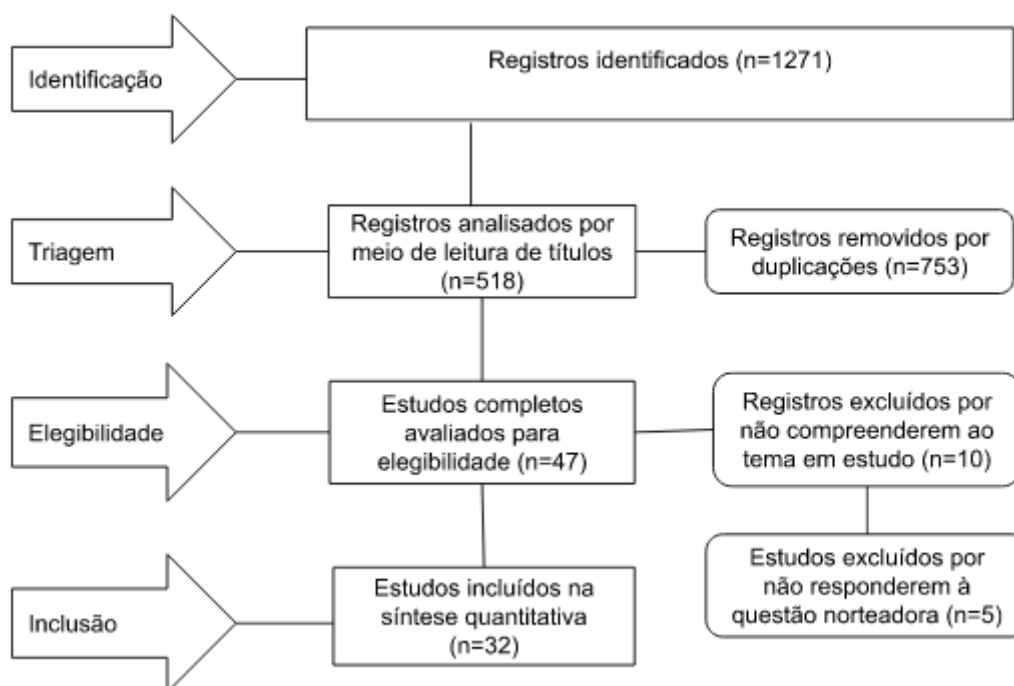 Identificação
Registros identificados (n=1271)
Triagem
Registros analisados por
meio de leitura de títulos
(n=518)
Registros removidos por
duplicações (n=753)
Elegibilidade
Estudos completos
avaliados para
elegibilidade (n=47)
Registros excluídos por
não compreenderem ao
tema em estudo (n=10)
Estudos excluídos por
não responderem à
questão norteadora (n=5)
Inclusão
Estudos incluídos na
síntese quantitativa
(n=32)